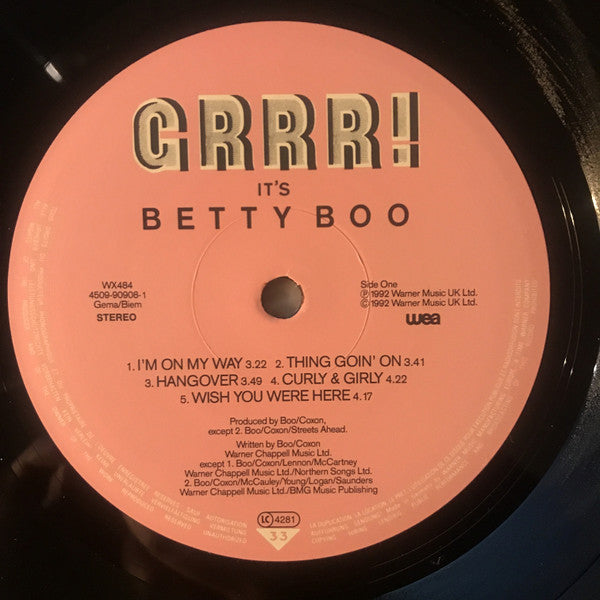 GRRR!
IT'S
BETTY BOO
WX484
4509-90908-1
Gema/Biem
STEREO
Side One
Ⓟ1992 Warner Music UK Ltd.
©1992 Warner Music UK Ltd.
wea
1. I'M ON MY WAY 3.22 2. THING GOIN' ON 3.41
3. HANGOVER 3.49 4. CURLY & GIRLY 4.22
5. WISH YOU WERE HERE 4.17
Produced by Boo/Coxon,
except 2. Boo/Coxon/Streets Ahead.
Written by Boo/Coxon
Warner Chappell Music Ltd.
except 1. Boo/Coxon/Lennon/McCartney
Warner Chappell Music Ltd./Northern Songs Ltd.
2. Boo/Coxon/McCauley/Young/Logan/Saunders
Warner Chappell Music Ltd./BMG Music Publishing
LC 4281
33